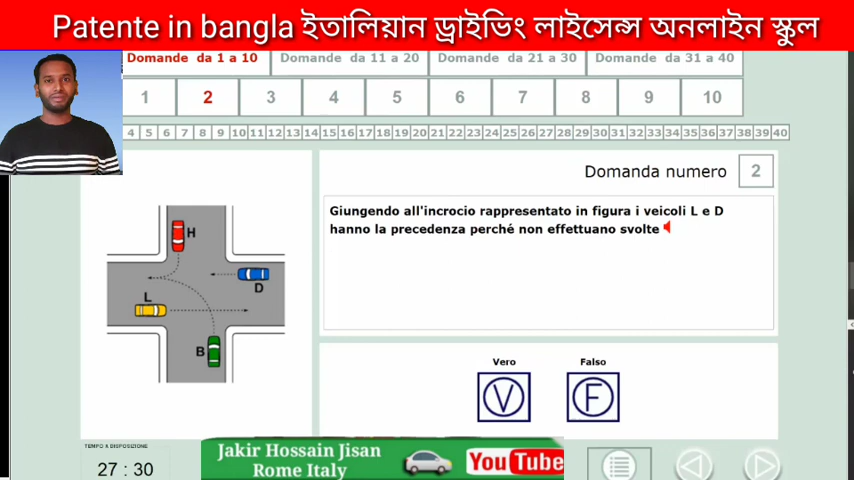 Patente in bangla ইতালিয়ান ড্রাইভিং লাইসেন্স অনলাইন স্কুল
Domande da 1 a 10 Domande da 11 a 20 Domande da 21 a 30 Domande da 31 a 40
1 2 3 4 5 6 7 8 9 10
4 5 6 7 8 9 10 11 12 13 14 15 16 17 18 19 20 21 22 23 24 25 26 27 28 29 30 31 32 33 34 35 36 37 38 39 40
Domanda numero 2
Giungendo all'incrocio rappresentato in figura i veicoli L e D
hanno la precedenza perché non effettuano svolte
H
D
L
B
Vero Falso
V F
TEMPO A DISPOSIZIONE
27 : 30
Jakir Hossain Jisan
Rome Italy
YouTube